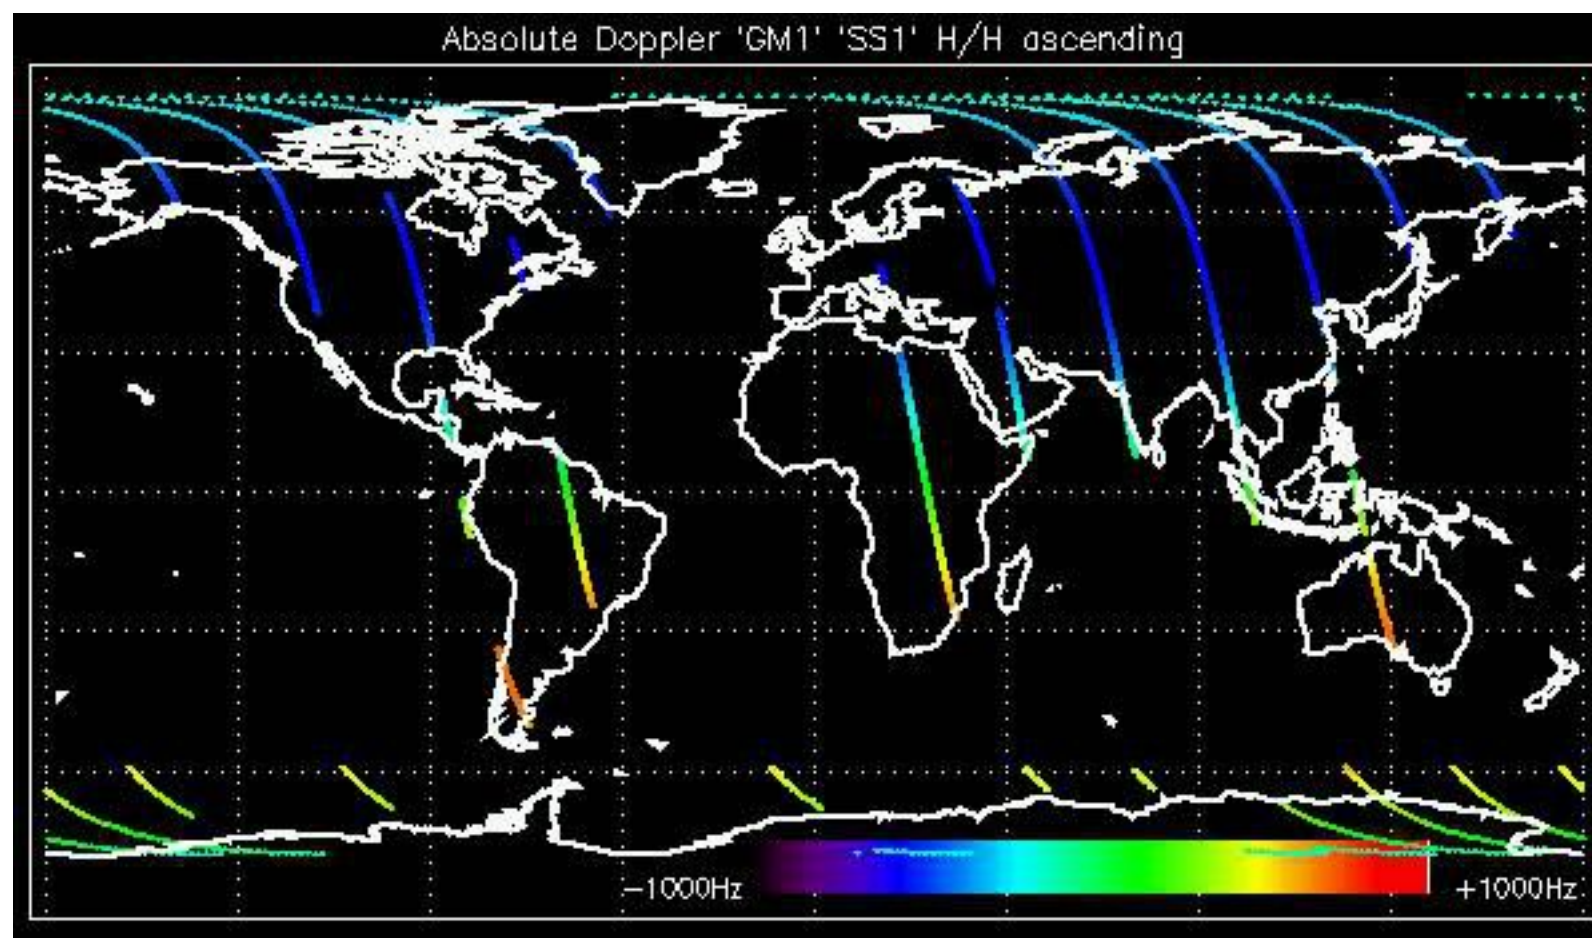 Absolute Doppler 'GM1' 'SS1' H/H ascending
−1000Hz
+1000Hz